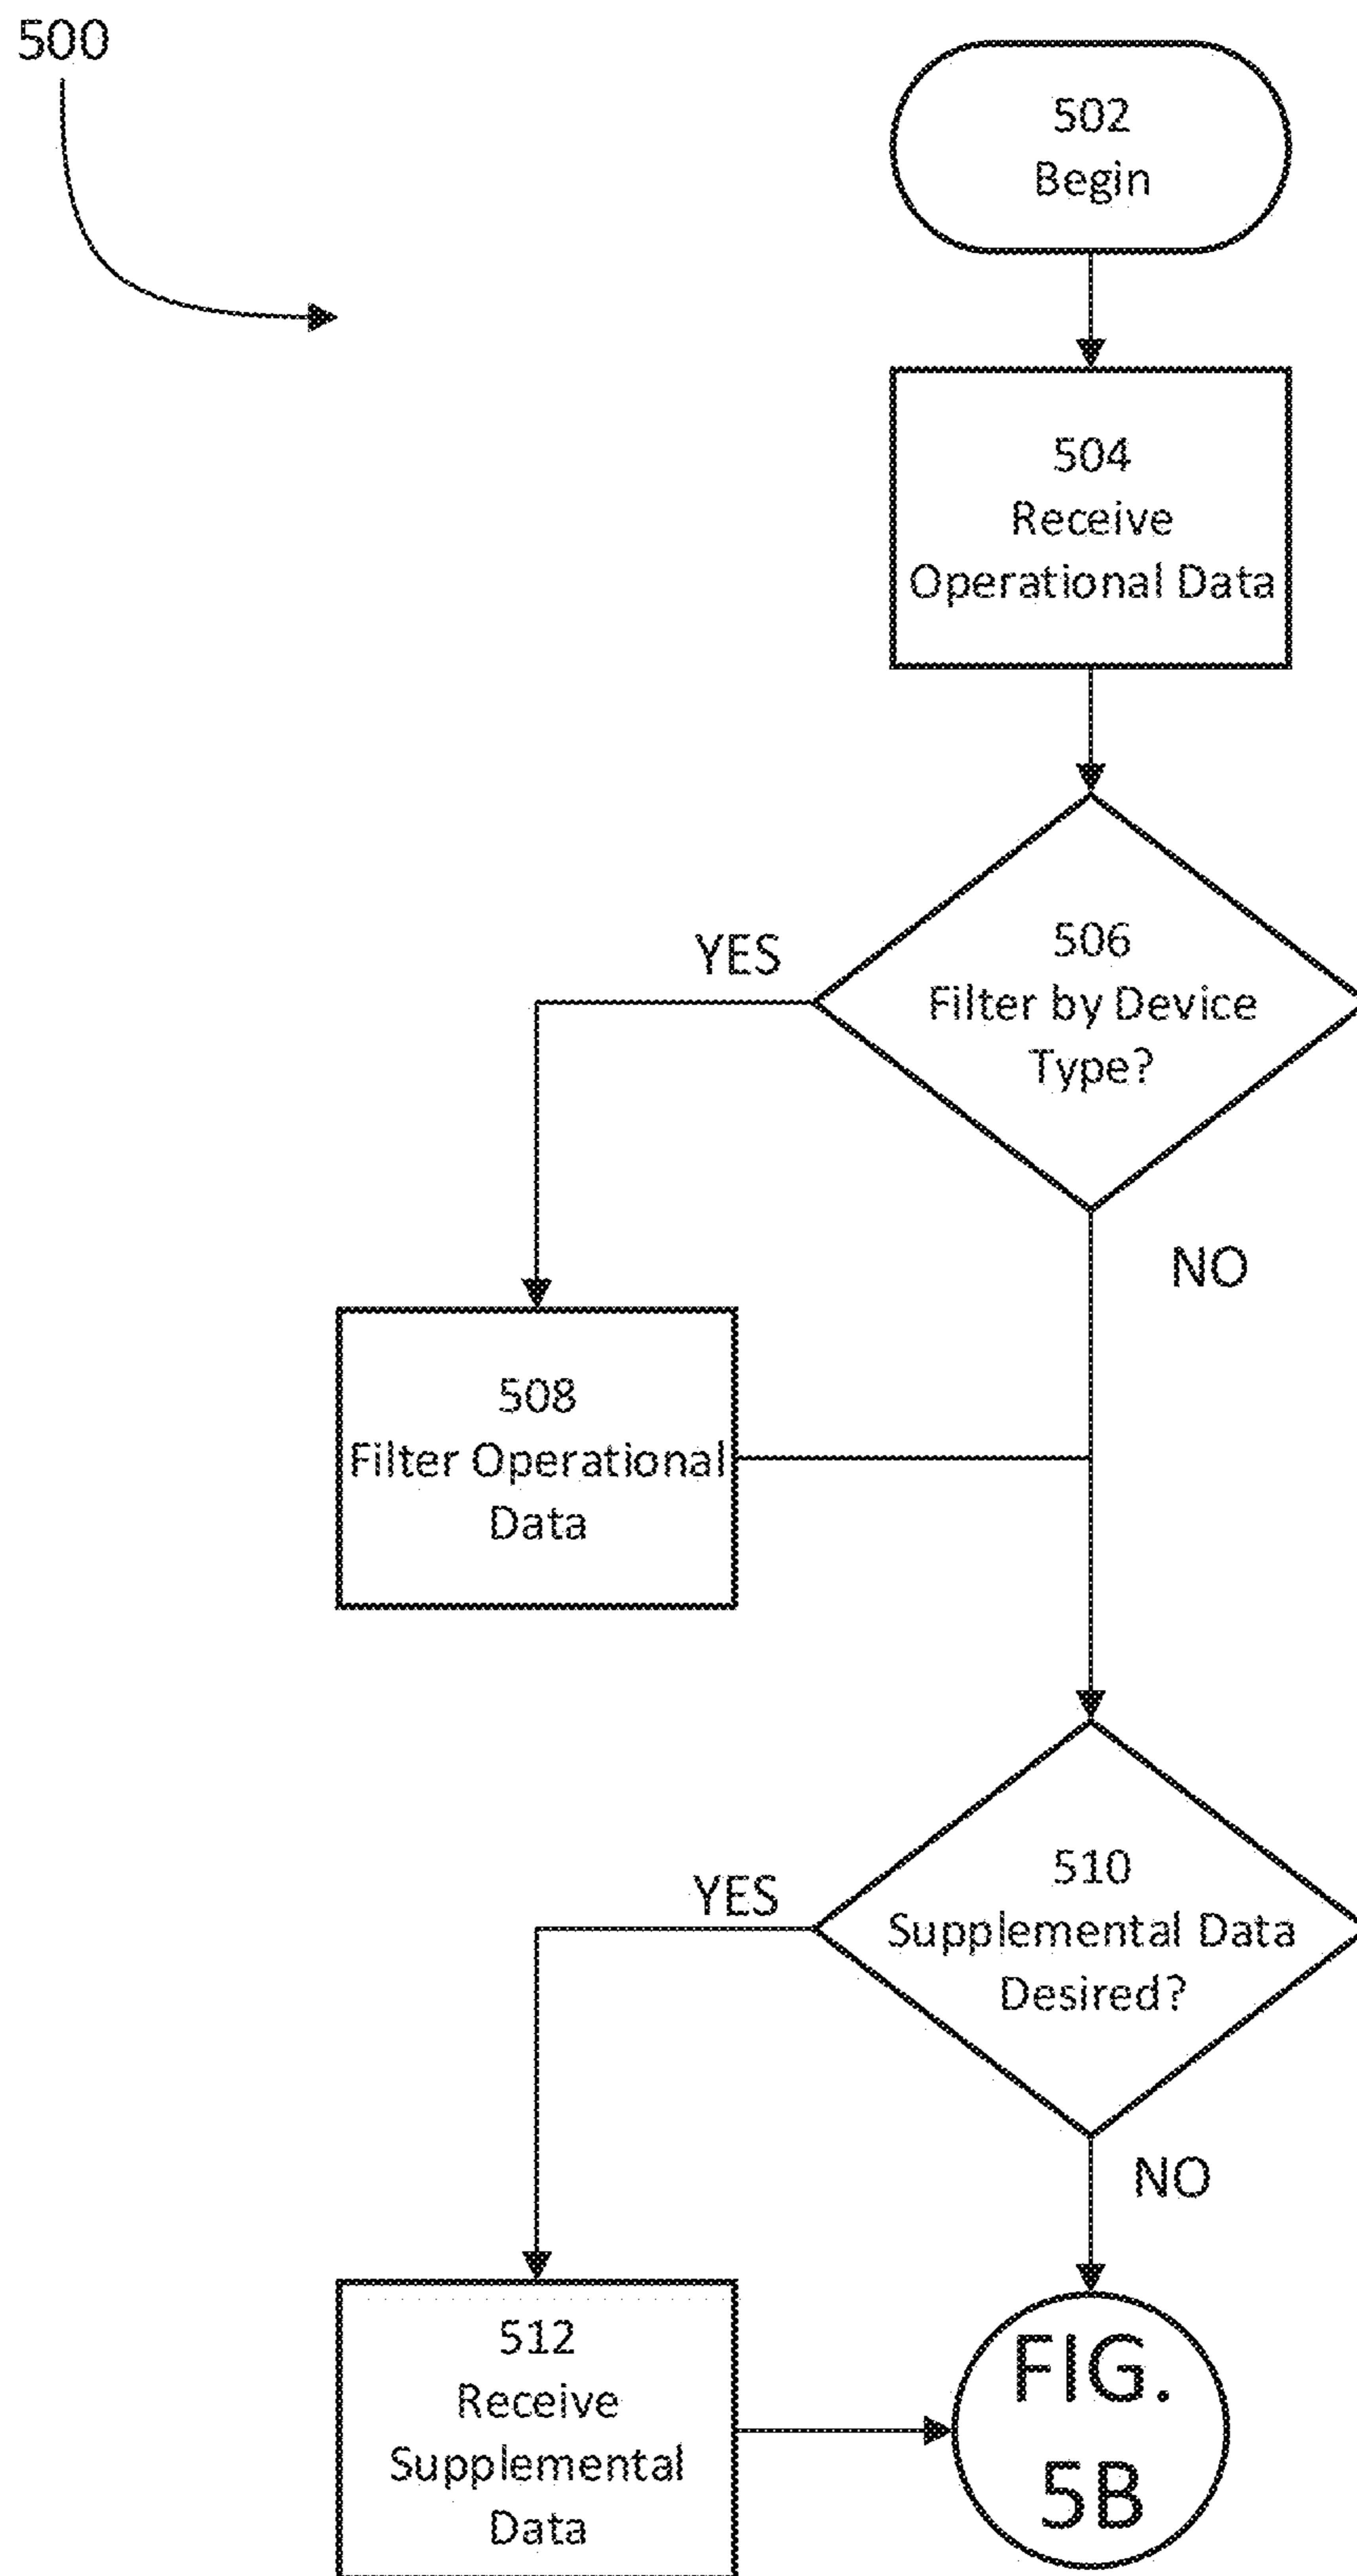 500
502
Begin
504
Receive
Operational Data
506
Filter by Device
Type?
YES
NO
508
Filter Operational
Data
510
Supplemental Data
Desired?
YES
NO
512
Receive
Supplemental
Data
FIG.
5B